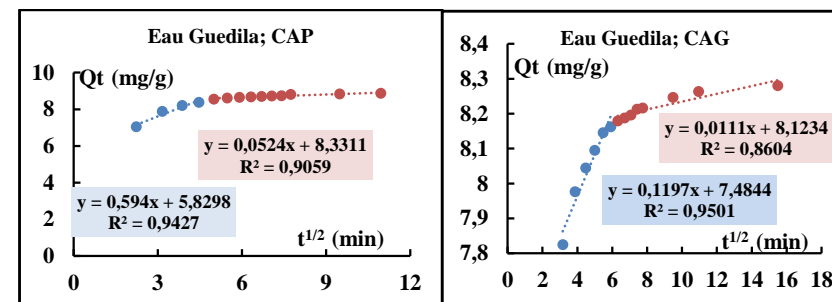 Eau Guedila; CAP
Qt (mg/g)
10
8
6
4
2
0
y = 0,0524x + 8,3311
R² = 0,9059
y = 0,594x + 5,8298
R² = 0,9427
t^{1/2} (min)
0 3 6 9 12
Eau Guedila; CAG
Qt (mg/g)
8,4
8,3
8,2
8,1
8
7,9
7,8
y = 0,0111x + 8,1234
R² = 0,8604
y = 0,1197x + 7,4844
R² = 0,9501
t^{1/2} (min)
0 2 4 6 8 10 12 14 16 18